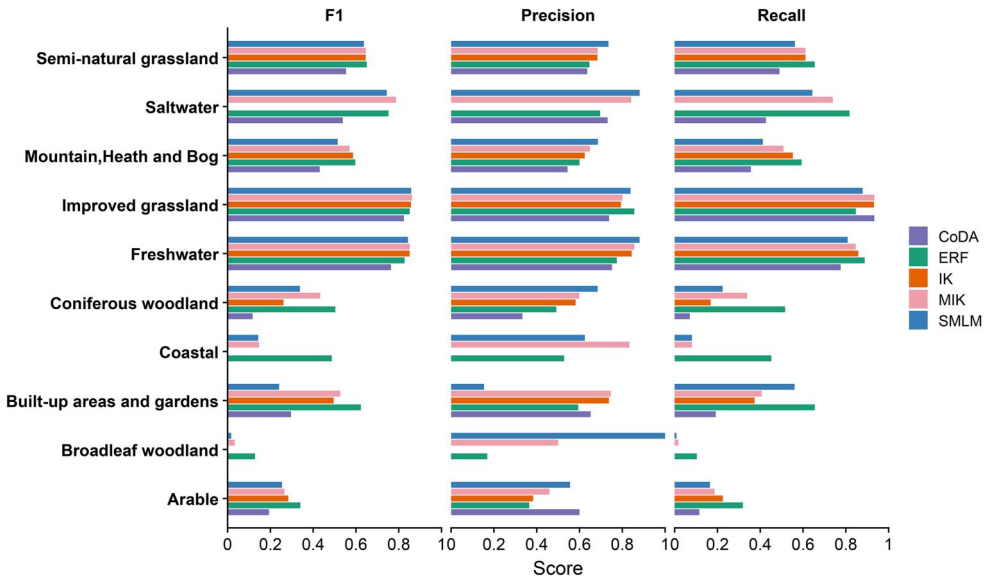 F1 Precision Recall
Semi-natural grassland
Saltwater
Mountain,Heath and Bog
Improved grassland
Freshwater
Coniferous woodland
Coastal
Built-up areas and gardens
Broadleaf woodland
Arable
CoDA
ERF
IK
MIK
SMLM
0 0.2 0.4 0.6 0.8 10 0.2 0.4 0.6 0.8 10 0.2 0.4 0.6 0.8 1
Score